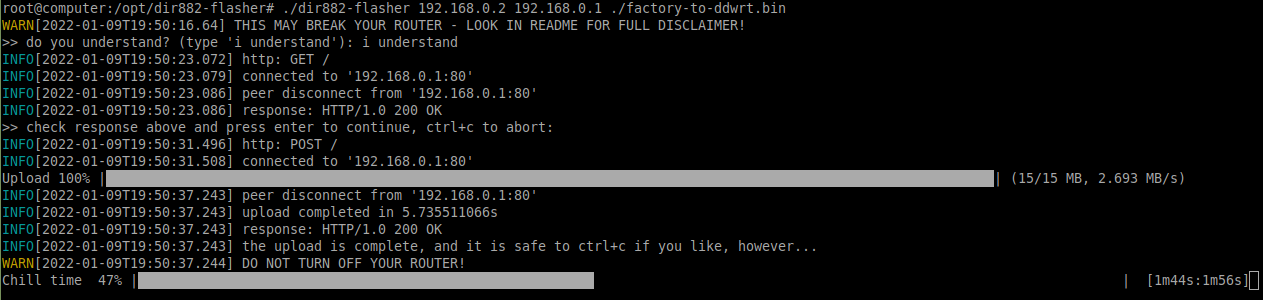 root@computer:/opt/dir882-flasher# ./dir882-flasher 192.168.0.2 192.168.0.1 ./factory-to-ddwrt.bin
WARN[2022-01-09T19:50:16.64] THIS MAY BREAK YOUR ROUTER - LOOK IN README FOR FULL DISCLAIMER!
>> do you understand? (type 'i understand'): i understand
INFO[2022-01-09T19:50:23.072] http: GET /
INFO[2022-01-09T19:50:23.079] connected to '192.168.0.1:80'
INFO[2022-01-09T19:50:23.086] peer disconnect from '192.168.0.1:80'
INFO[2022-01-09T19:50:23.086] response: HTTP/1.0 200 OK
>> check response above and press enter to continue, ctrl+c to abort:
INFO[2022-01-09T19:50:31.496] http: POST /
INFO[2022-01-09T19:50:31.508] connected to '192.168.0.1:80'
Upload 100% | | (15/15 MB, 2.693 MB/s)
INFO[2022-01-09T19:50:37.243] peer disconnect from '192.168.0.1:80'
INFO[2022-01-09T19:50:37.243] upload completed in 5.735511066s
INFO[2022-01-09T19:50:37.243] response: HTTP/1.0 200 OK
INFO[2022-01-09T19:50:37.243] the upload is complete, and it is safe to ctrl+c if you like, however...
WARN[2022-01-09T19:50:37.244] DO NOT TURN OFF YOUR ROUTER!
Chill time  47% | | [1m44s:1m56s]